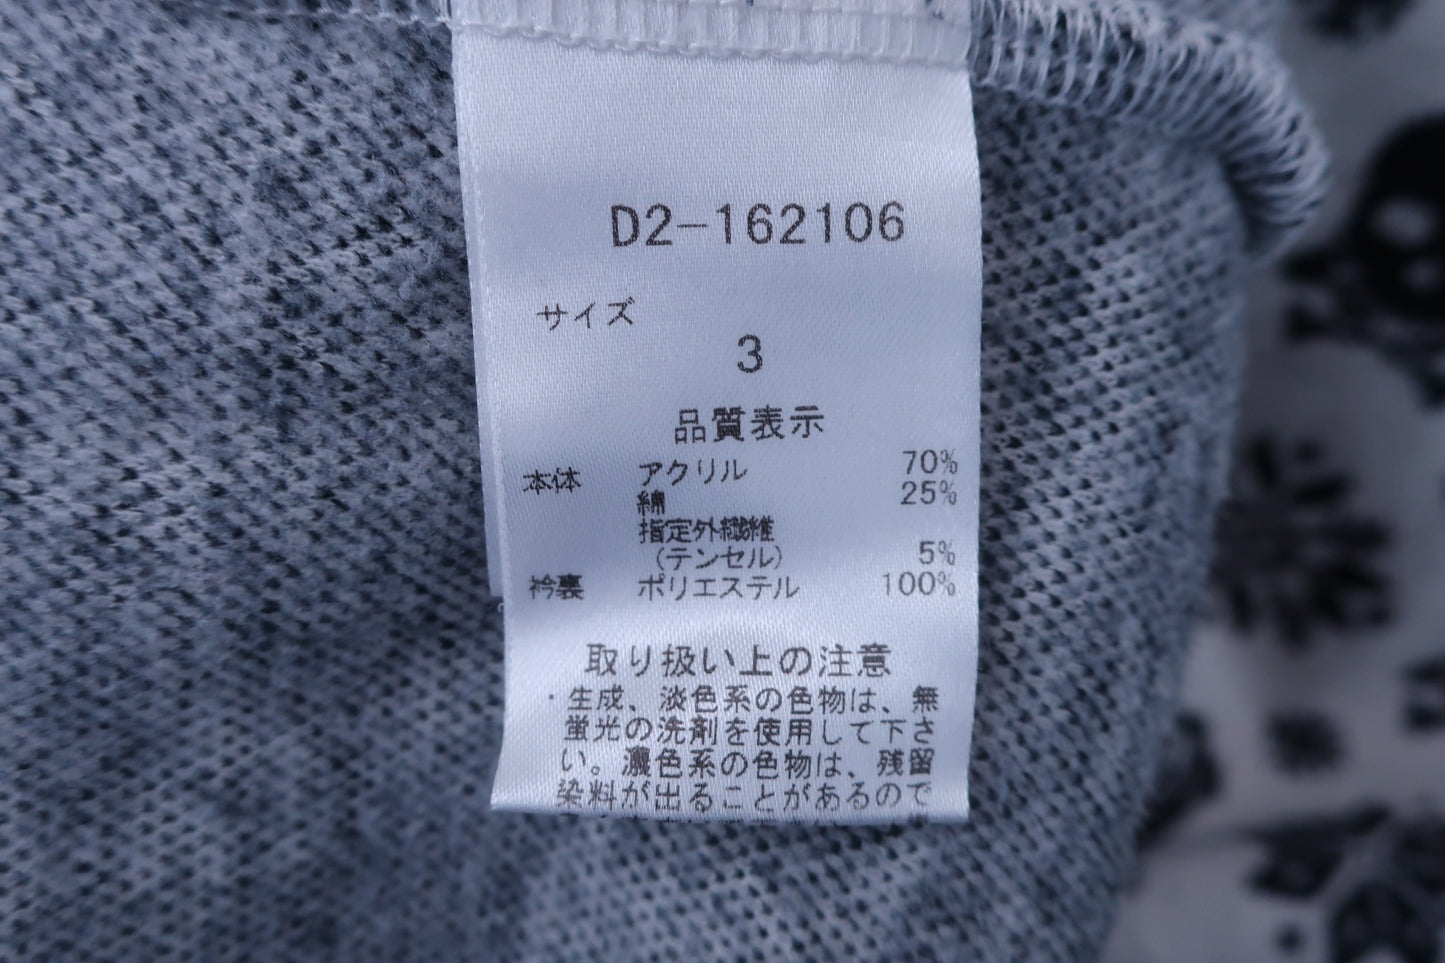 D2-162106
サイズ
3
品質表示
本体 アクリル 70%
綿 25%
指定外繊維
(テンセル) 5%
衿裏 ポリエステル 100%
取り扱い上の注意
・生成、淡色系の色物は、無
蛍光の洗剤を使用して下さ
い。濃色系の色物は、残留
染料が出ることがあるので